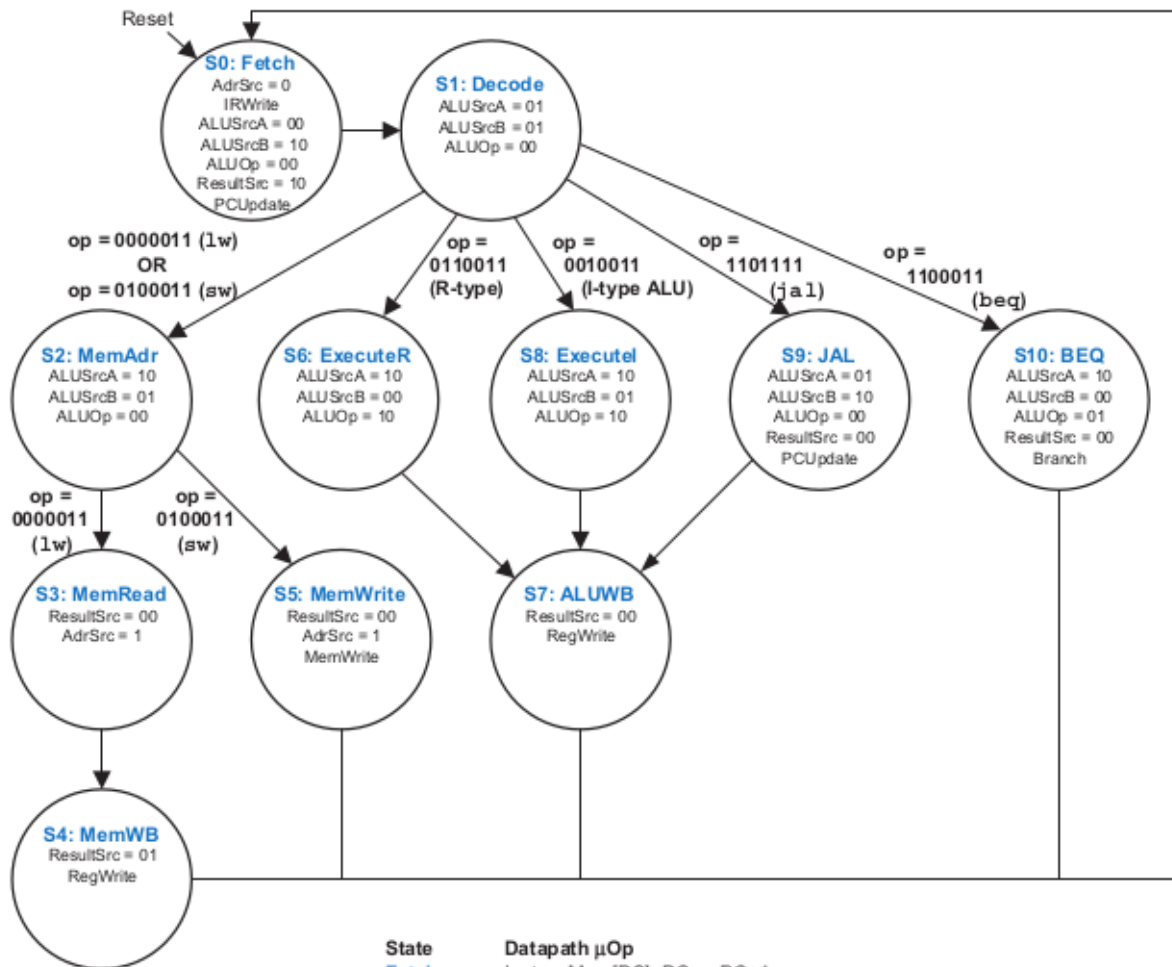 Reset
S0: Fetch
AdrSrc = 0
IRWrite
ALUSrcA = 00
ALUSrcB = 10
ALUOp = 00
ResultSrc = 10
PCUpdate
S1: Decode
ALUSrcA = 01
ALUSrcB = 01
ALUOp = 00
op = 0000011 (lw)
OR
op = 0100011 (sw)
op =
0110011
(R-type)
op =
0010011
(I-type ALU)
op =
1101111
(jal)
op =
1100011
(beq)
S2: MemAdr
ALUSrcA = 10
ALUSrcB = 01
ALUOp = 00
S6: ExecuteR
ALUSrcA = 10
ALUSrcB = 00
ALUOp = 10
S8: ExecuteI
ALUSrcA = 10
ALUSrcB = 01
ALUOp = 10
S9: JAL
ALUSrcA = 01
ALUSrcB = 10
ALUOp = 00
ResultSrc = 00
PCUpdate
S10: BEQ
ALUSrcA = 10
ALUSrcB = 00
ALUOp = 01
ResultSrc = 00
Branch
op =
0000011
(lw)
op =
0100011
(sw)
S3: MemRead
ResultSrc = 00
AdrSrc = 1
S5: MemWrite
ResultSrc = 00
AdrSrc = 1
MemWrite
S7: ALUWB
ResultSrc = 00
RegWrite
S4: MemWB
ResultSrc = 01
RegWrite
State Datapath μOp